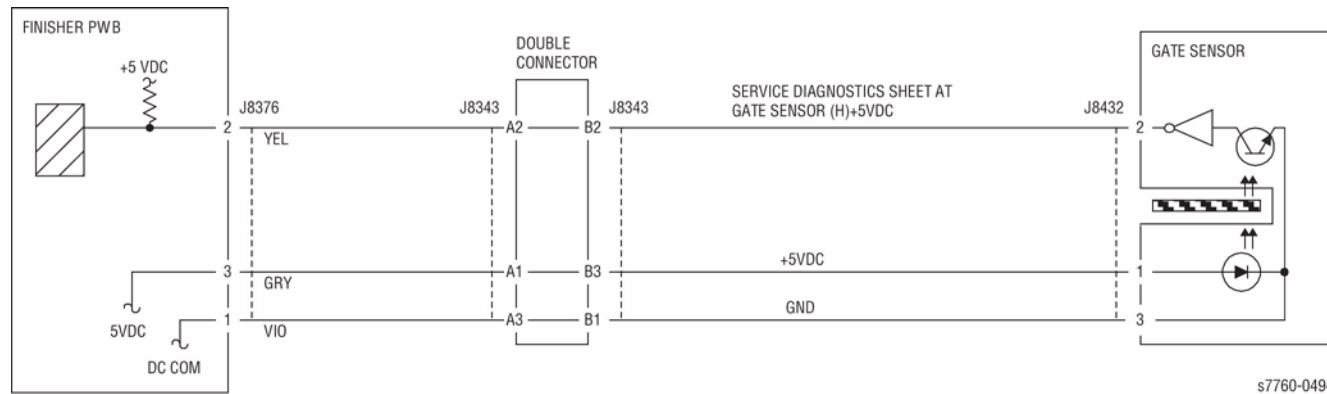 FINISHER PWB
+5 VDC
J8376
2
YEL
3
GRY
1
VIO
5VDC
DC COM
DOUBLE
CONNECTOR
J8343
J8343
A2
B2
A1
B3
A3
B1
SERVICE DIAGNOSTICS SHEET AT
GATE SENSOR (H)+5VDC
+5VDC
GND
GATE SENSOR
J8432
2
1
3